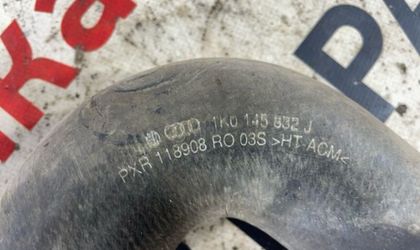 1K0 145 832 J
PXR 118908 RO 03S >HT-ACM<